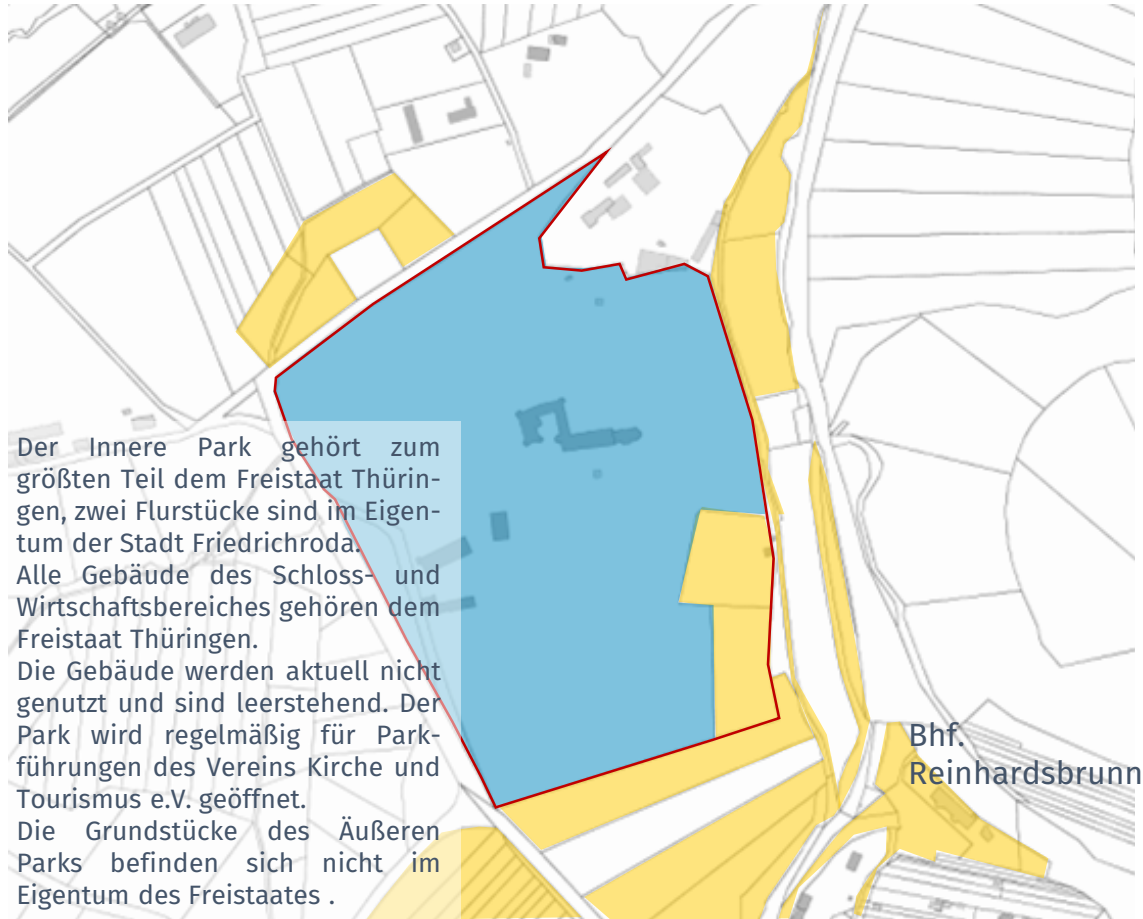 Der Innere Park gehört zum
größten Teil dem Freistaat Thürin-
gen, zwei Flurstücke sind im Eigen-
tum der Stadt Friedrichroda.
Alle Gebäude des Schloss- und
Wirtschaftsbereiches gehören dem
Freistaat Thüringen.
Die Gebäude werden aktuell nicht
genutzt und sind leerstehend. Der
Park wird regelmäßig für Park-
führungen des Vereins Kirche und
Tourismus e.V. geöffnet.
Die Grundstücke des Äußeren
Parks befinden sich nicht im
Eigentum des Freistaates .
Bhf.
Reinhardsbrunn